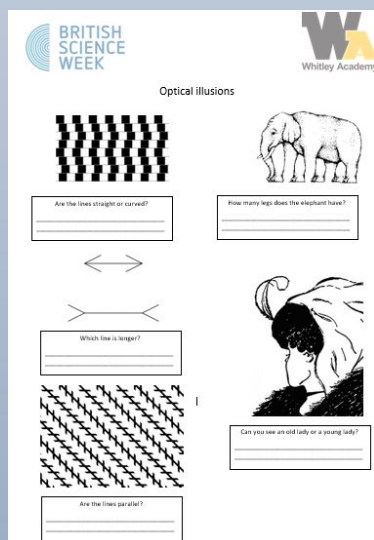 BRITISH
SCIENCE
WEEK
WA
Whitley Academy
Optical illusions
Are the lines straight or curved?
How many legs does the elephant have?
Which line is longer?
Can you see an old lady or a young lady?
Are the lines parallel?